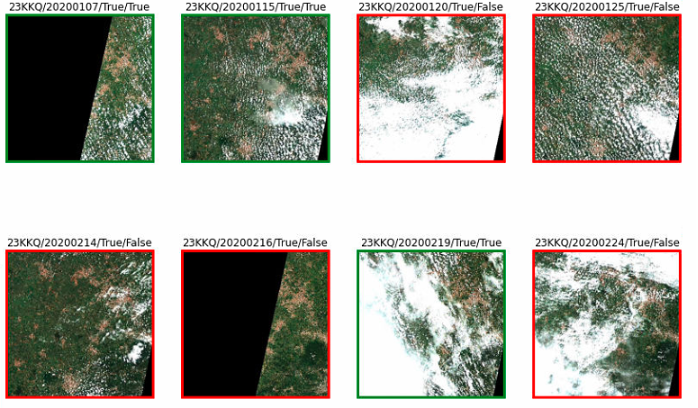 23KKQ/20200107/True/True
23KKQ/20200115/True/True
23KKQ/20200120/True/False
23KKQ/20200125/True/False
23KKQ/20200214/True/False
23KKQ/20200216/True/False
23KKQ/20200219/True/True
23KKQ/20200224/True/False